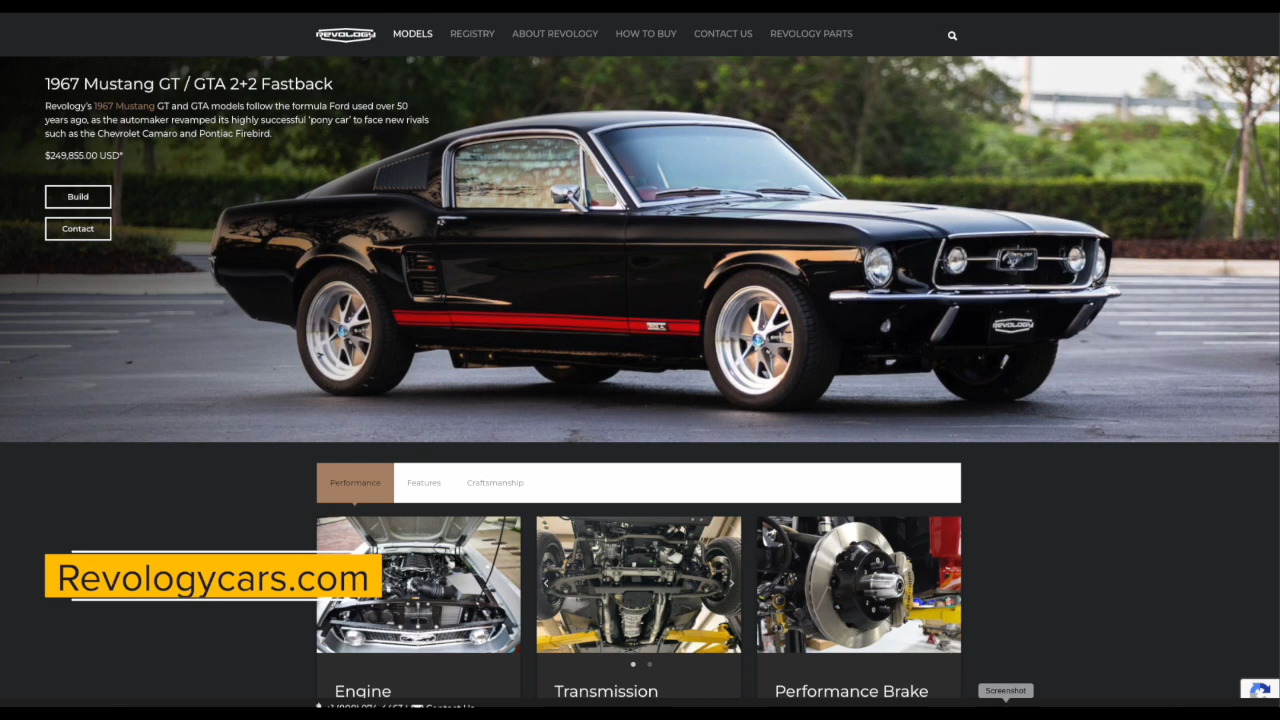 REVOLOGY MODELS REGISTRY ABOUT REVOLOGY HOW TO BUY CONTACT US REVOLOGY PARTS
1967 Mustang GT / GTA 2+2 Fastback
Revology's 1967 Mustang GT and GTA models follow the formula Ford used over 50
years ago, as the automaker revamped its highly successful 'pony car' to face new rivals
such as the Chevrolet Camaro and Pontiac Firebird.
$249,855.00 USD*
Build
Contact
REVOLOGY
Performance Features Craftsmanship
Revologycars.com
Engine Transmission Performance Brake
Screenshot
Contact Us